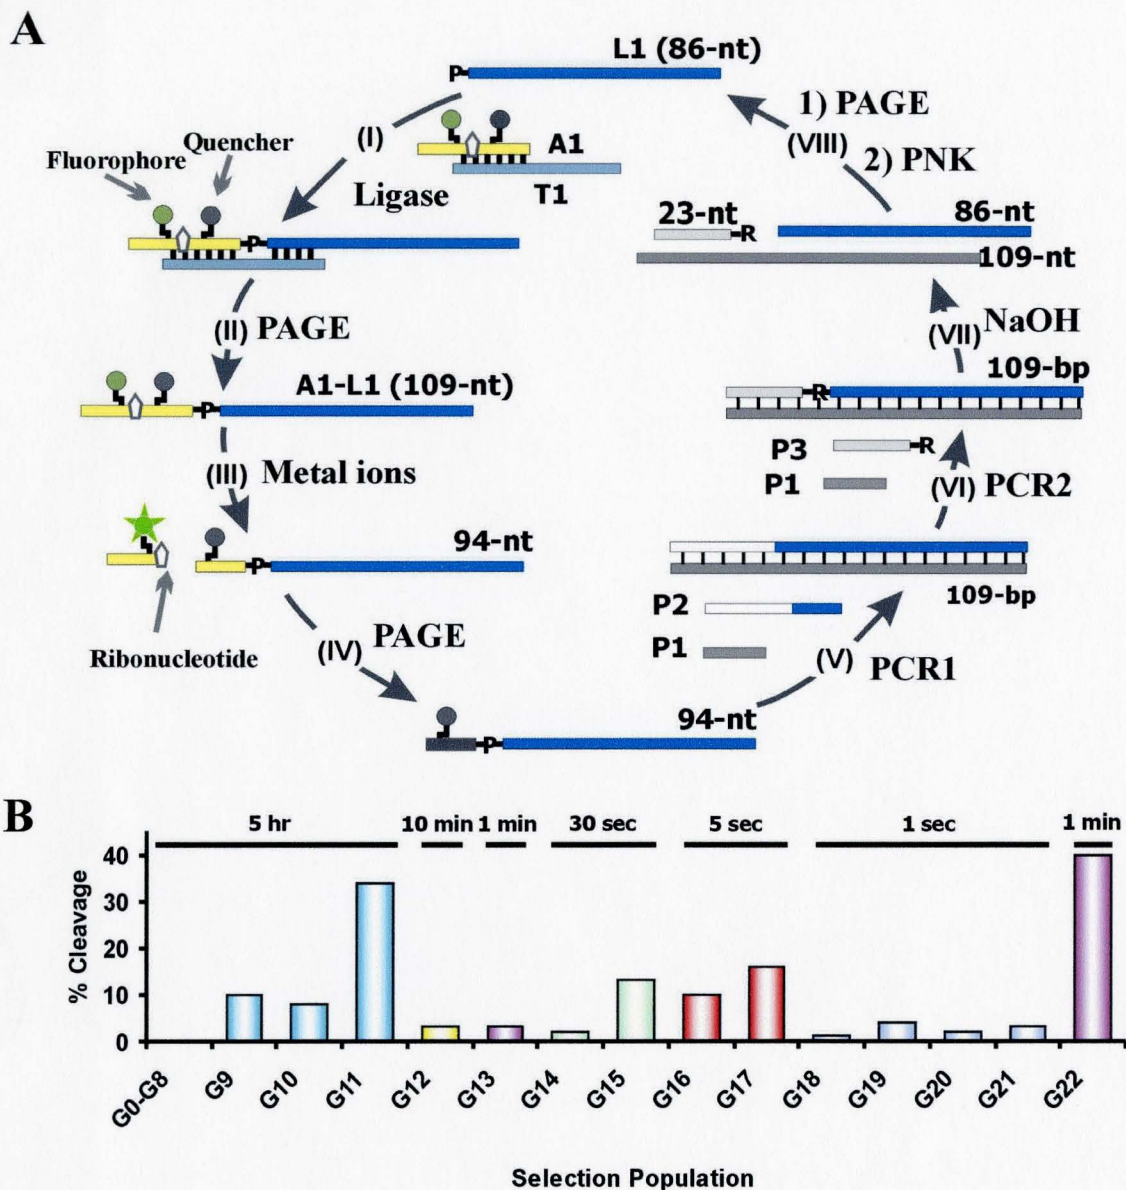 A
L1 (86-nt)
P
(I)
A1
T1
Ligase
Fluorophore
Quencher
P
(II) PAGE
A1-L1 (109-nt)
P
(III) Metal ions
94-nt
P
Ribonucleotide
(IV) PAGE
94-nt
P
(V) PCR1
P2
P1
109-bp
(VI) PCR2
P3
R
P1
109-bp
R
(VII) NaOH
23-nt
R
86-nt
109-nt
1) PAGE
(VIII)
2) PNK
B
5 hr 10 min 1 min 30 sec 5 sec 1 sec 1 min
% Cleavage
40
30
20
10
0
G0-G8 G9 G10 G11 G12 G13 G14 G15 G16 G17 G18 G19 G20 G21 G22
Selection Population